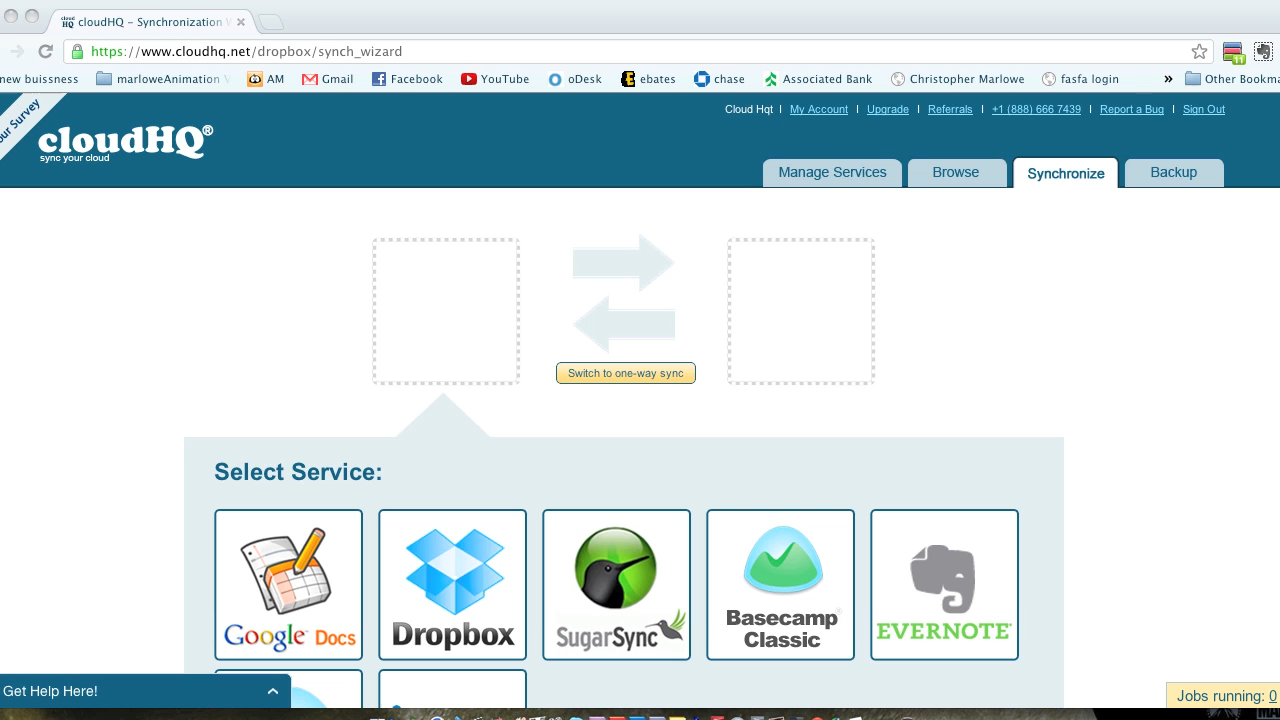 cloudHQ – Synchronization W
https://www.cloudhq.net/dropbox/synch_wizard
new buissness marloweAnimation AM Gmail Facebook YouTube oDesk ebates chase Associated Bank Christopher Marlowe fasfa login » Other Bookma
our Survey
cloudHQ®
sync your cloud
Cloud Hqt | My Account | Upgrade | Referrals | +1 (888) 666 7439 | Report a Bug | Sign Out
Manage Services Browse Synchronize Backup
Switch to one-way sync
Select Service:
Google™ Docs
Dropbox
SugarSync
Basecamp
Classic
EVERNOTE
Get Help Here!
Jobs running: 0